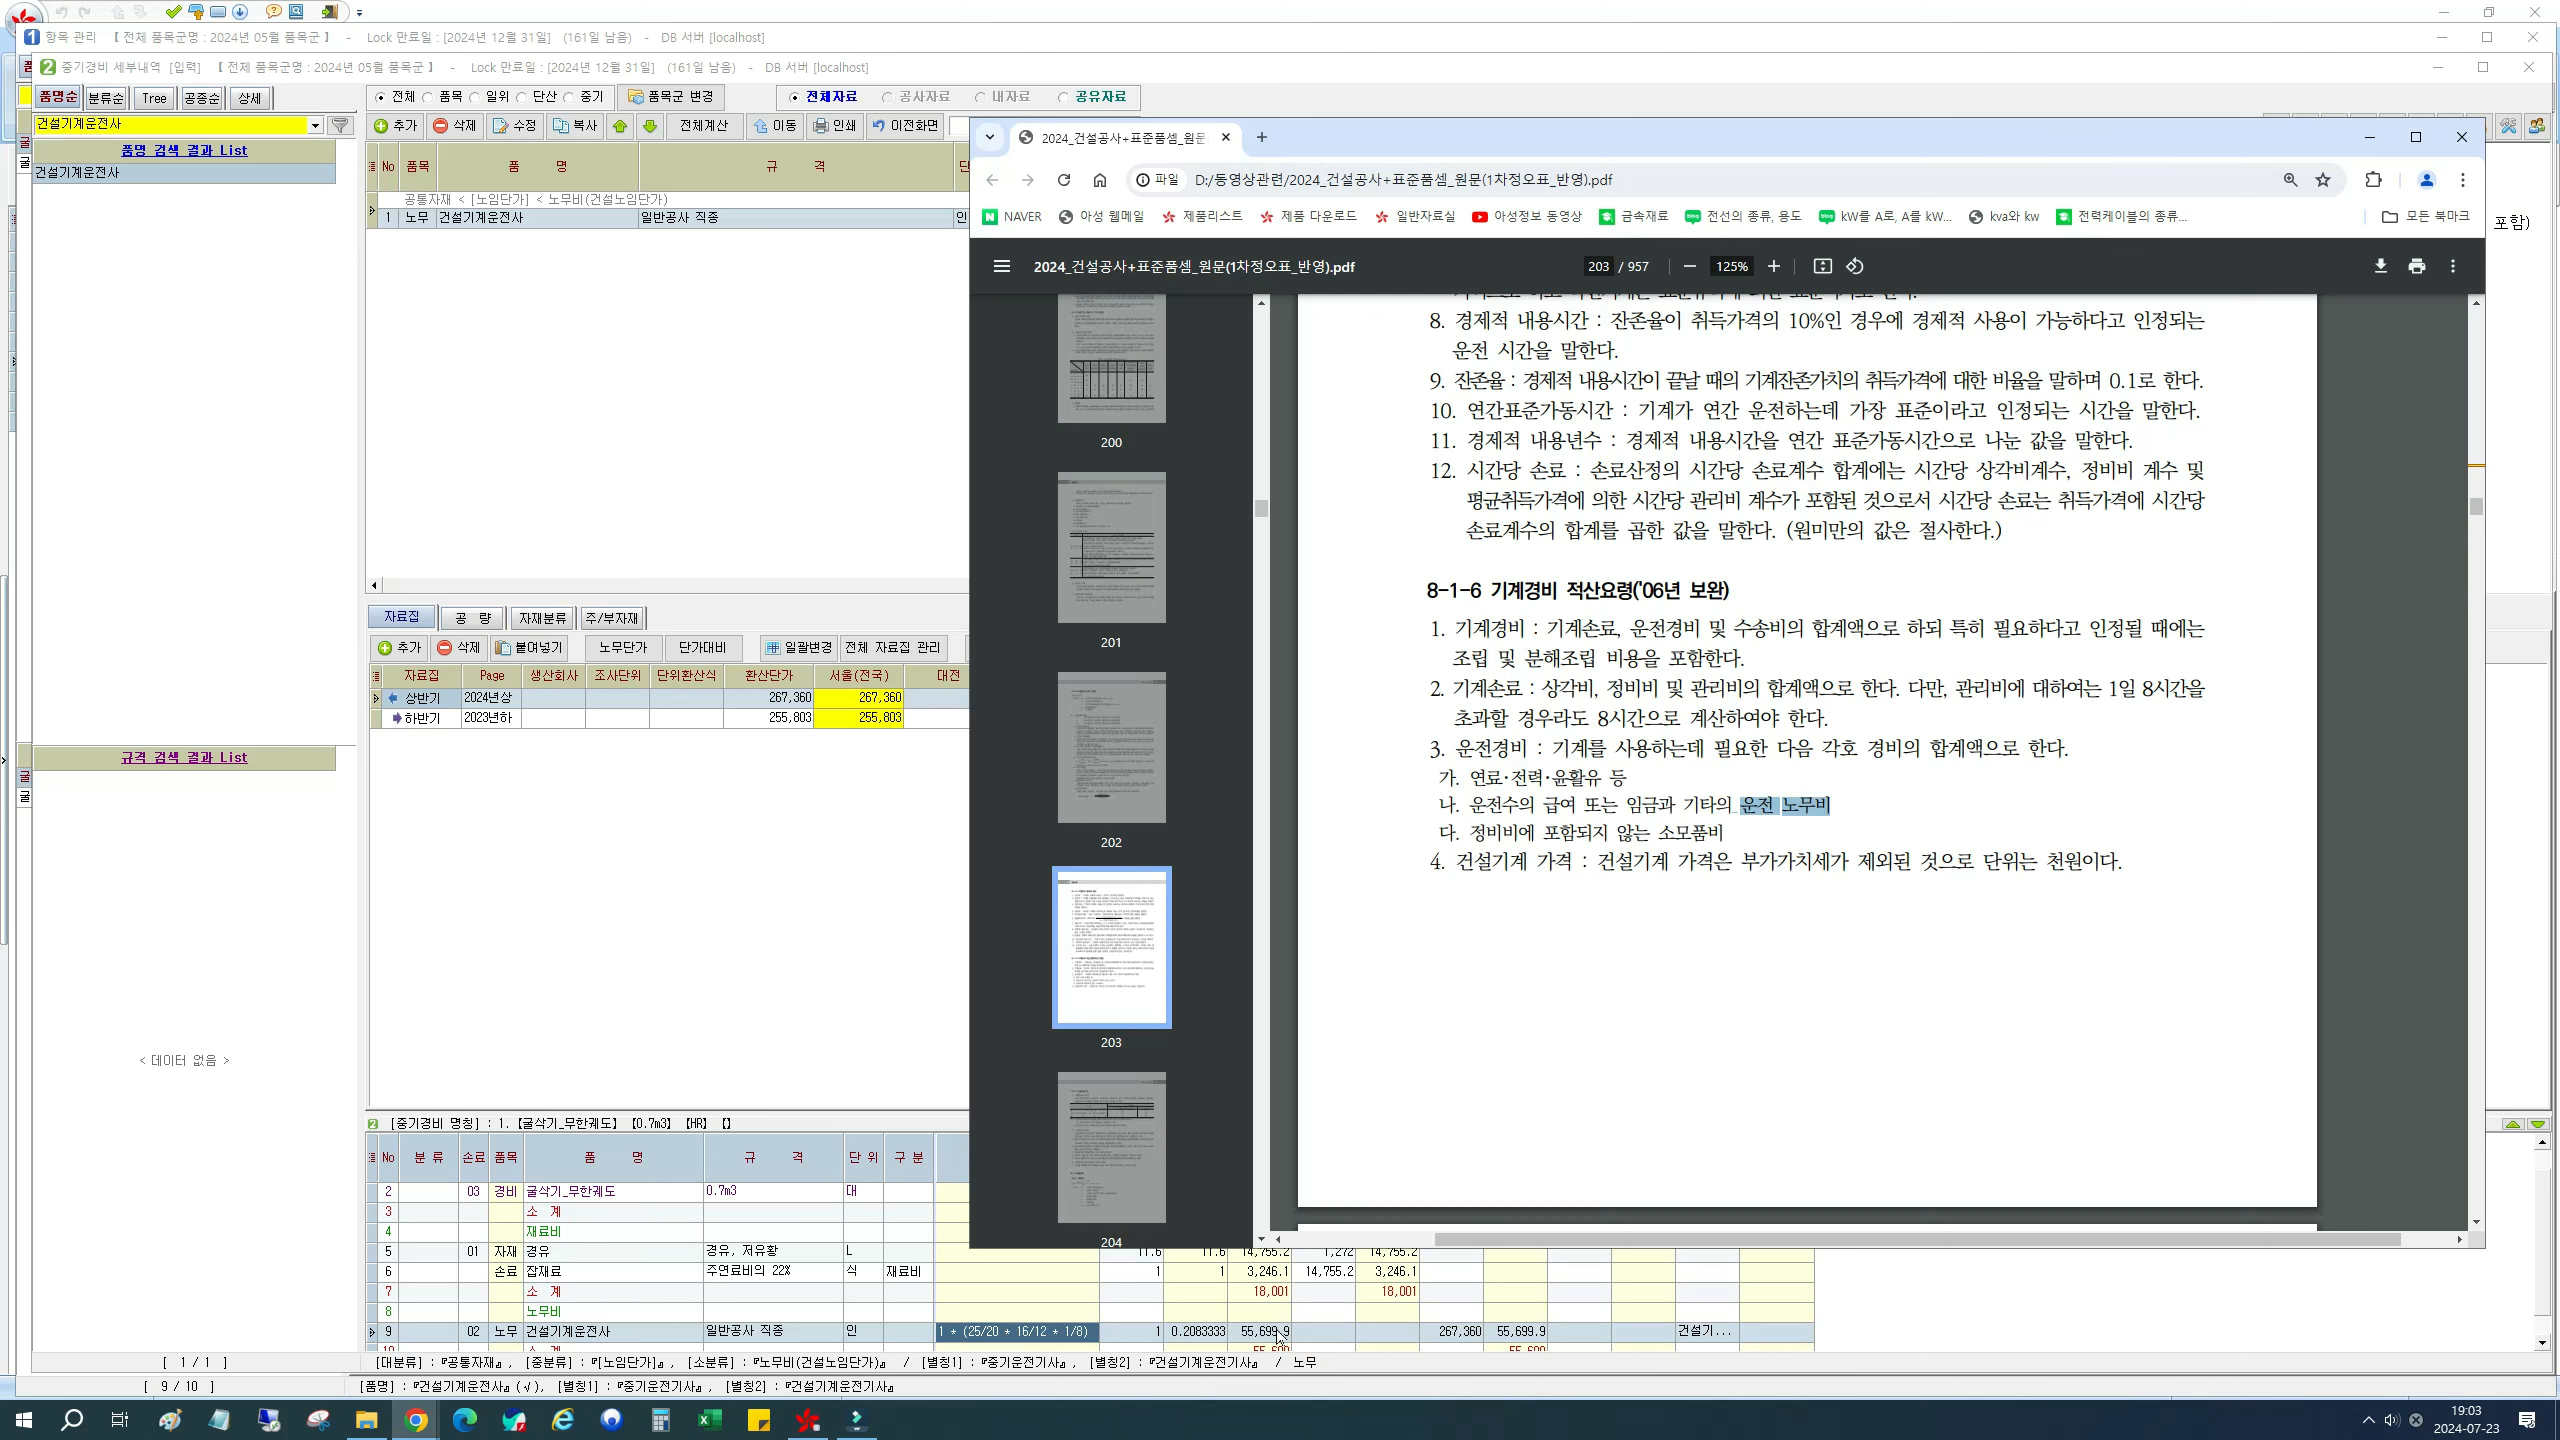 항목 관리 【 전체 품목군명 : 2024년 05월 품목군 】 - Lock 만료일 : [2024년 12월 31일] (161일 남음) - DB 서버 [localhost]
중기경비 세부내역 [입력] 【 전체 품목군명 : 2024년 05월 품목군 】 - Lock 만료일 : [2024년 12월 31일] (161일 남음) - DB 서버 [localhost]
품명순 분류순 Tree 공종순 상세
전체 품목 일위 단산 중기 품목군 변경 전체자료 공사자료 내자료 공유자료
건설기계운전사
추가 삭제 수정 복사 전체계산 이동 인쇄 이전화면
품명 검색 결과 List
건설기계운전사
No 품목 품 명 규 격 단
공통자재 < [노임단가] < 노무비(건설노임단가)
1 노무 건설기계운전사 일반공사 직종 인
포함)
2024_건설공사+표준품셈_원문
파일 D:/동영상관련/2024_건설공사+표준품셈_원문(1차정오표_반영).pdf
NAVER 아성 웹메일 제품리스트 제품 다운로드 일반자료실 아성정보 동영상 금속재료 전선의 종류, 용도 kW를 A로, A를 kW... kva와 kw 전력케이블의 종류... 모든 북마크
2024_건설공사+표준품셈_원문(1차정오표_반영).pdf 203 / 957 125%
200
201
202
203
204
8. 경제적 내용시간 : 잔존율이 취득가격의 10%인 경우에 경제적 사용이 가능하다고 인정되는
운전 시간을 말한다.
9. 잔존율 : 경제적 내용시간이 끝날 때의 기계잔존가치의 취득가격에 대한 비율을 말하며 0.1로 한다.
10. 연간표준가동시간 : 기계가 연간 운전하는데 가장 표준이라고 인정되는 시간을 말한다.
11. 경제적 내용년수 : 경제적 내용시간을 연간 표준가동시간으로 나눈 값을 말한다.
12. 시간당 손료 : 손료산정의 시간당 손료계수 합계에는 시간당 상각비계수, 정비비 계수 및
평균취득가격에 의한 시간당 관리비 계수가 포함된 것으로서 시간당 손료는 취득가격에 시간당
손료계수의 합계를 곱한 값을 말한다. (원미만의 값은 절사한다.)
8-1-6 기계경비 적산요령('06년 보완)
1. 기계경비 : 기계손료, 운전경비 및 수송비의 합계액으로 하되 특히 필요하다고 인정될 때에는
조립 및 분해조립 비용을 포함한다.
2. 기계손료 : 상각비, 정비비 및 관리비의 합계액으로 한다. 다만, 관리비에 대하여는 1일 8시간을
초과할 경우라도 8시간으로 계산하여야 한다.
3. 운전경비 : 기계를 사용하는데 필요한 다음 각호 경비의 합계액으로 한다.
가. 연료·전력·윤활유 등
나. 운전수의 급여 또는 임금과 기타의 운전 노무비
다. 정비비에 포함되지 않는 소모품비
4. 건설기계 가격 : 건설기계 가격은 부가가치세가 제외된 것으로 단위는 천원이다.
자료집 공 량 자재분류 주/부자재
추가 삭제 붙여넣기 노무단가 단가대비 일괄변경 전체 자료집 관리
자료집 Page 생산회사 조사단위 단위환산식 환산단가 서울(전국) 대전
상반기 2024년상 267,360 267,360
하반기 2023년하 255,803 255,803
규격 검색 결과 List
< 데이터 없음 >
[중기경비 명칭] : 1. 【굴삭기_무한궤도】 【0.7m3】 【HR】 【】
No 분 류 손료 품목 품 명 규 격 단 위 구 분
2 03 경비 굴삭기_무한궤도 0.7m3 대
3 소 계
4 재료비
5 01 자재 경유 경유, 저유황 L 11.6 11.6 14,755.2 1,272 14,755.2
6 손료 잡재료 주연료비의 22% 식 재료비 1 1 3,246.1 14,755.2 3,246.1
7 소 계 18,001 18,001
8 노무비
9 02 노무 건설기계운전사 일반공사 직종 인 1 * (25/20 * 16/12 * 1/8) 1 0.2083333 55,699.9 267,360 55,699.9 건설기...
[ 1 / 1 ] [대분류] : 『공통자재』, [중분류] : 『[노임단가]』, [소분류] : 『노무비(건설노임단가)』 / [별칭1] : 『중기운전기사』, [별칭2] : 『건설기계운전기사』 / 노무
[ 9 / 10 ] [품명] : 『건설기계운전사』(√), [별칭1] : 『중기운전기사』, [별칭2] : 『건설기계운전기사』
19:03
2024-07-23